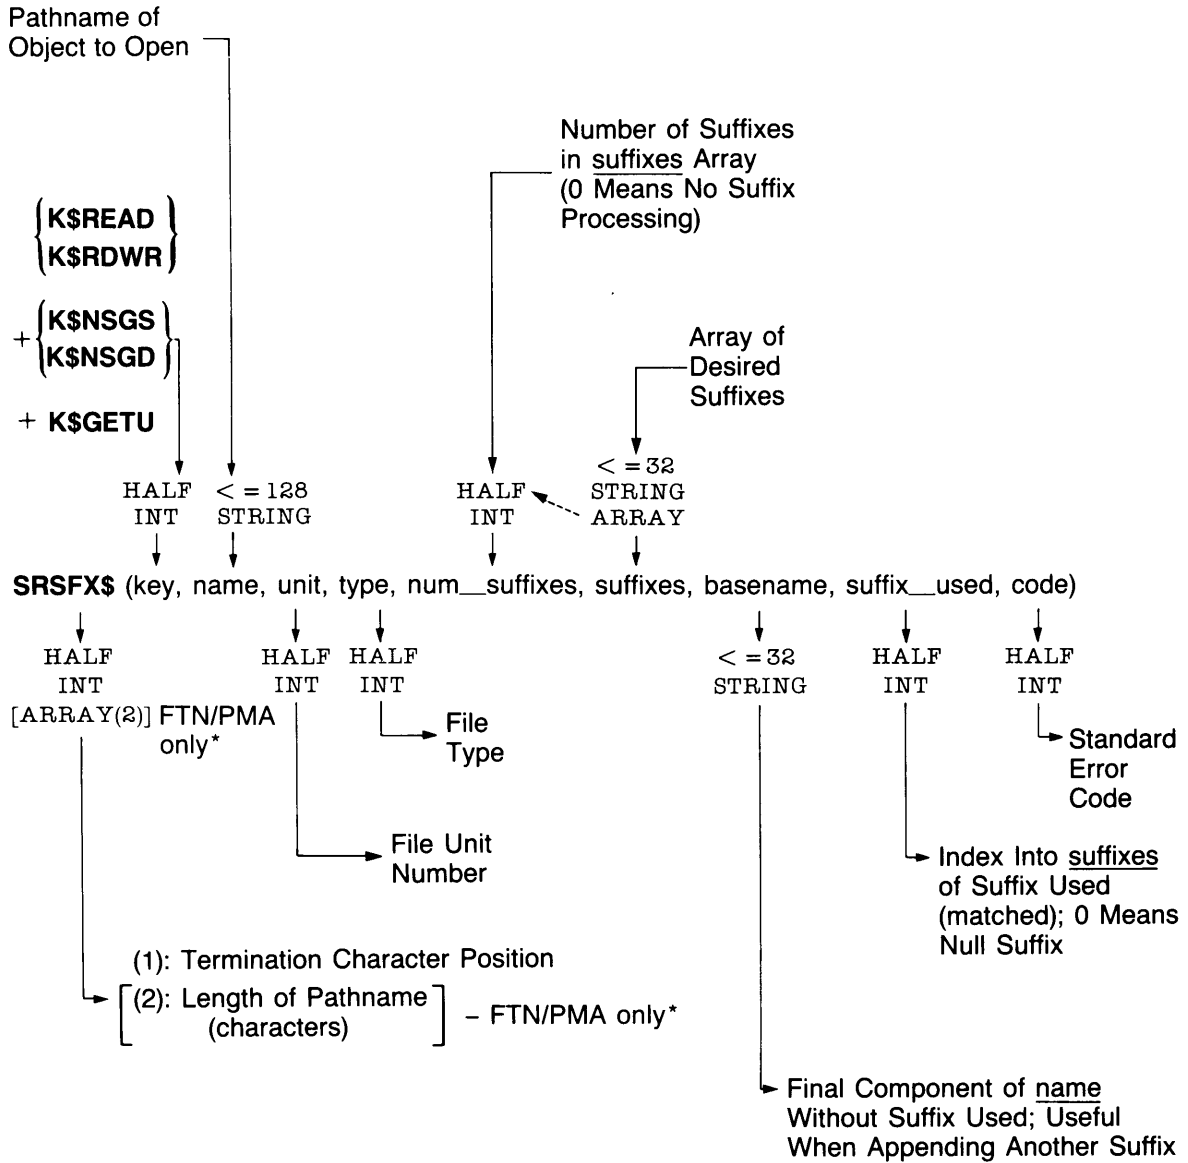 Pathname of
Object to Open
Number of Suffixes
in suffixes Array
(0 Means No Suffix
Processing)
K$READ
K$RDWR
+ K$NSGS
K$NSGD
+ K$GETU
Array of
Desired
Suffixes
HALF
INT
< = 128
STRING
HALF
INT
< = 32
STRING
ARRAY
SRSFX$ (key, name, unit, type, num__suffixes, suffixes, basename, suffix__used, code)
HALF
INT
[ARRAY(2)] FTN/PMA
only*
HALF
INT
HALF
INT
< = 32
STRING
HALF
INT
HALF
INT
File
Type
Standard
Error
Code
File Unit
Number
Index Into suffixes
of Suffix Used
(matched); 0 Means
Null Suffix
(1): Termination Character Position
[(2): Length of Pathname
(characters)] – FTN/PMA only*
Final Component of name
Without Suffix Used; Useful
When Appending Another Suffix